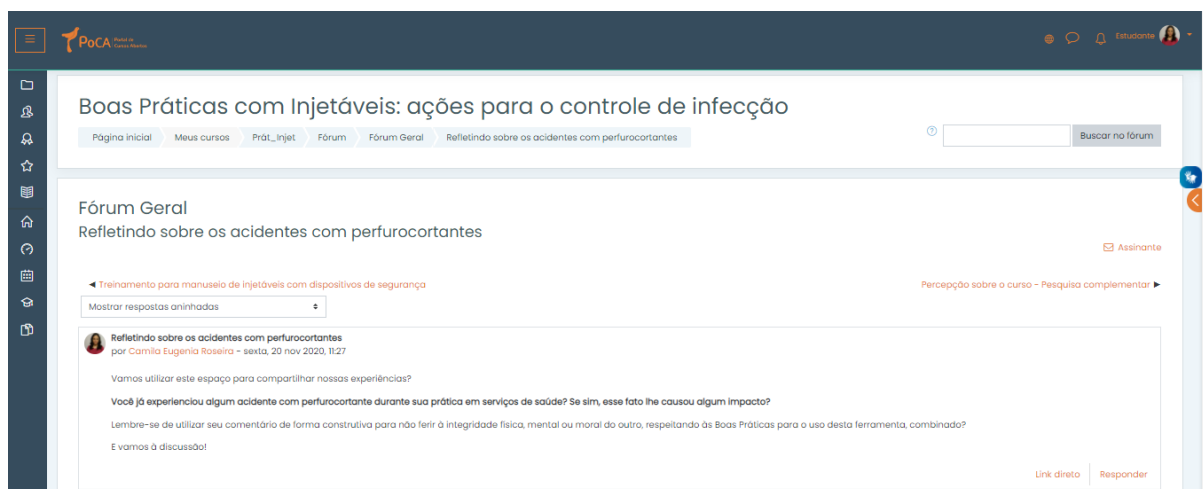 PoCA Portal de Cursos Abertos
Estudante
Boas Práticas com Injetáveis: ações para o controle de infecção
Página inicial Meus cursos Prát_Injet Fórum Fórum Geral Refletindo sobre os acidentes com perfurocortantes
Buscar no fórum
Fórum Geral
Refletindo sobre os acidentes com perfurocortantes
Assinante
◄ Treinamento para manuseio de injetáveis com dispositivos de segurança
Percepção sobre o curso - Pesquisa complementar ►
Mostrar respostas aninhadas
Refletindo sobre os acidentes com perfurocortantes
por Camila Eugenia Roseira - sexta, 20 nov 2020, 11:27
Vamos utilizar este espaço para compartilhar nossas experiências?
Você já experienciou algum acidente com perfurocortante durante sua prática em serviços de saúde? Se sim, esse fato lhe causou algum impacto?
Lembre-se de utilizar seu comentário de forma construtiva para não ferir à integridade física, mental ou moral do outro, respeitando às Boas Práticas para o uso desta ferramenta, combinado?
E vamos à discussão!
Link direto Responder